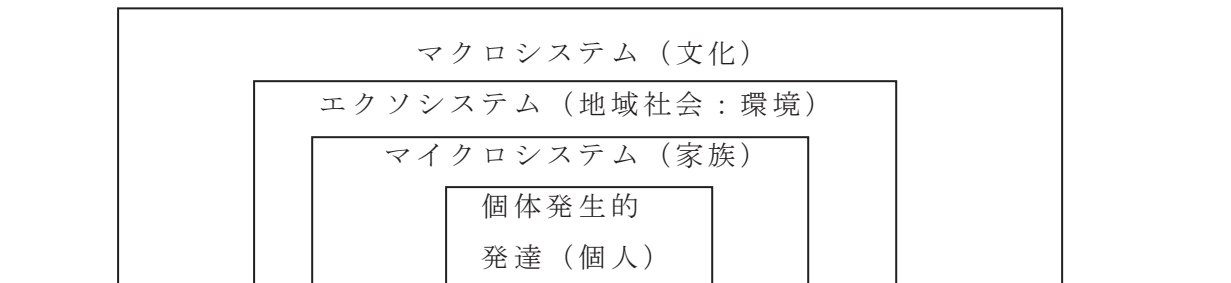 マクロシステム（文化）
エクソシステム（地域社会：環境）
マイクロシステム（家族）
個体発生的
発達（個人）